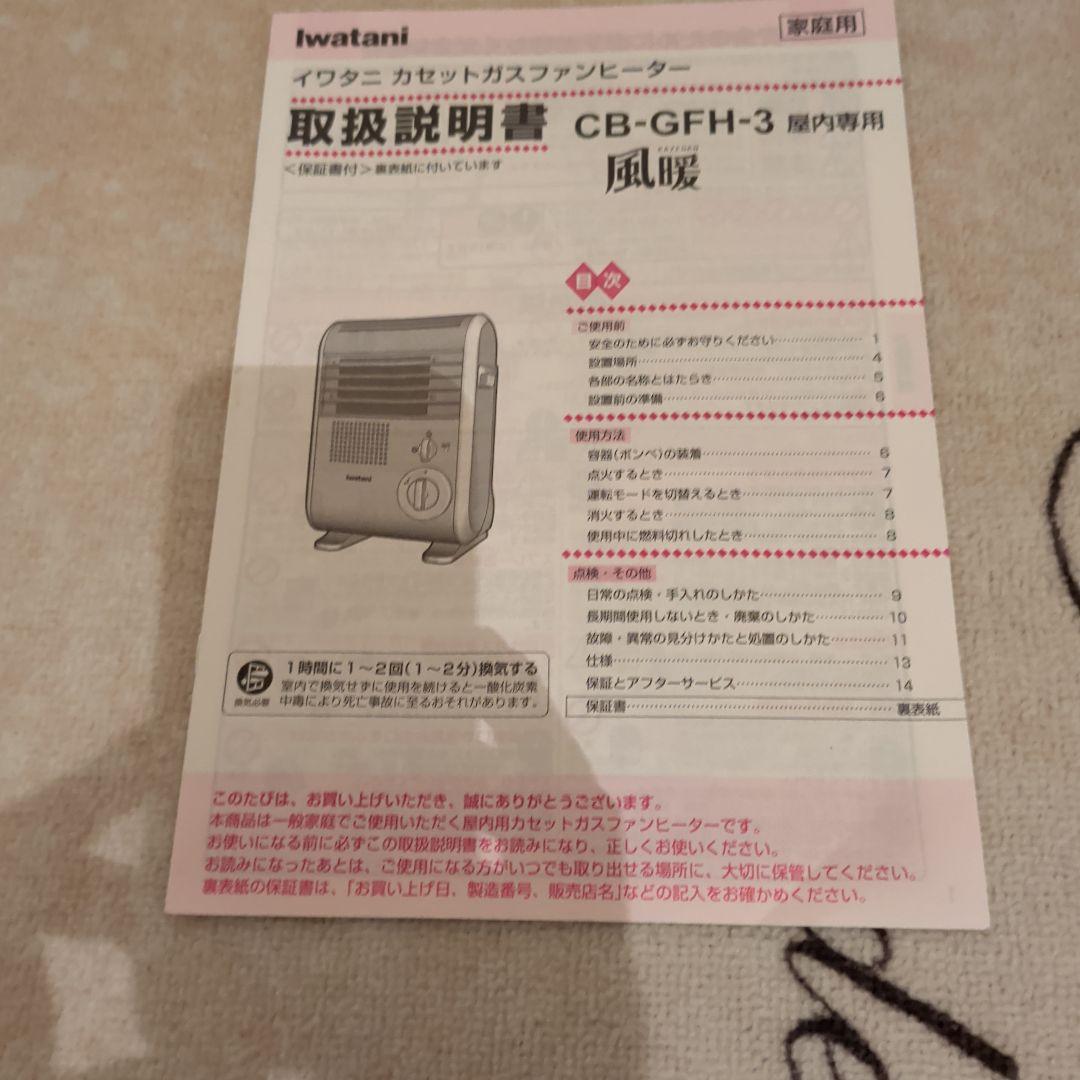 Iwatani
家庭用
イワタニ カセットガスファンヒーター
取扱説明書 CB-GFH-3 屋内専用
KAZEDAN
風暖
<保証書付>裏表紙に付いています
目次
ご使用前
安全のために必ずお守りください…………………1
設置場所…………………4
各部の名称とはたらき…………………5
設置前の準備…………………6
使用方法
容器(ボンベ)の装着…………………6
点火するとき…………………7
運転モードを切替えるとき…………………7
消火するとき…………………8
使用中に燃料切れしたとき…………………8
点検・その他
日常の点検・手入れのしかた…………………9
長期間使用しないとき・廃棄のしかた…………………10
故障・異常の見分けかたと処置のしかた…………………11
仕様…………………13
保証とアフターサービス…………………14
保証書…………………裏表紙
Iwatani
換気必要
1時間に1～2回(1～2分)換気する
室内で換気せずに使用を続けると一酸化炭素
中毒により死亡事故に至るおそれがあります。
このたびは、お買い上げいただき、誠にありがとうございます。
本商品は一般家庭でご使用いただく屋内用カセットガスファンヒーターです。
お使いになる前に必ずこの取扱説明書をお読みになり、正しくお使いください。
お読みになったあとは、ご使用になる方がいつでも取り出せる場所に、大切に保管してください。
裏表紙の保証書は、「お買い上げ日、製造番号、販売店名」などの記入をお確かめください。